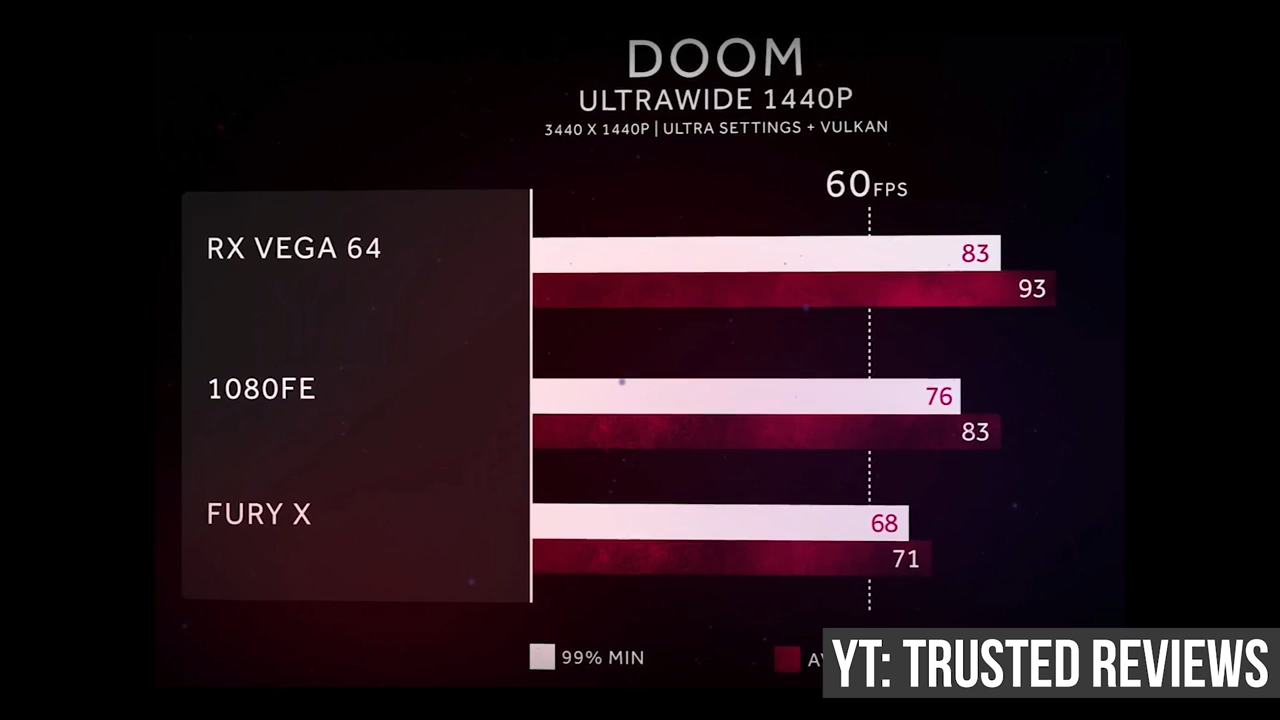 DOOM
ULTRAWIDE 1440P
3440 X 1440P | ULTRA SETTINGS + VULKAN
60FPS
RX VEGA 64
83
93
1080FE
76
83
FURY X
68
71
99% MIN
YT: TRUSTED REVIEWS